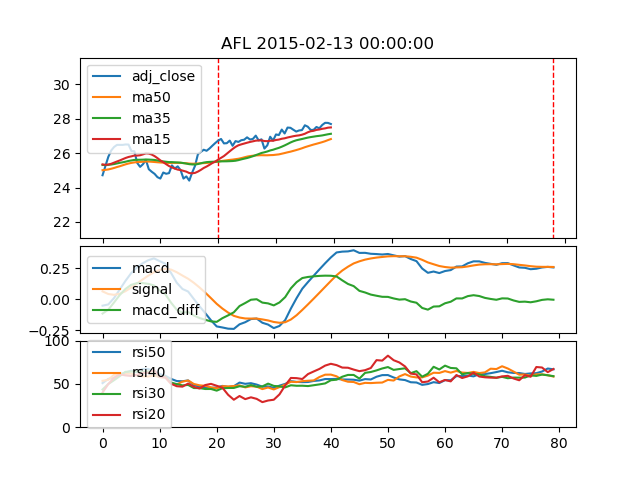 AFL 2015-02-13 00:00:00
30
28
26
24
22
adj_close
ma50
ma35
ma15
0.25
0.00
−0.25
macd
signal
macd_diff
100
50
0
rsi50
rsi40
rsi30
rsi20
0 10 20 30 40 50 60 70 80